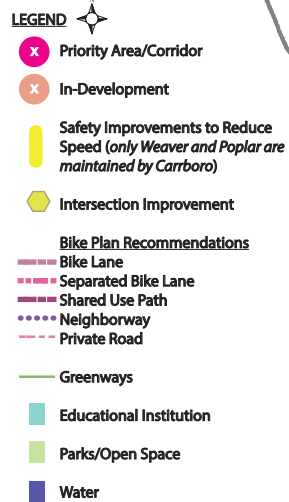 LEGEND
X Priority Area/Corridor
X In-Development
Safety Improvements to Reduce
Speed (only Weaver and Poplar are
maintained by Carrboro)
Intersection Improvement
Bike Plan Recommendations
Bike Lane
Separated Bike Lane
Shared Use Path
Neighborway
Private Road
Greenways
Educational Institution
Parks/Open Space
Water